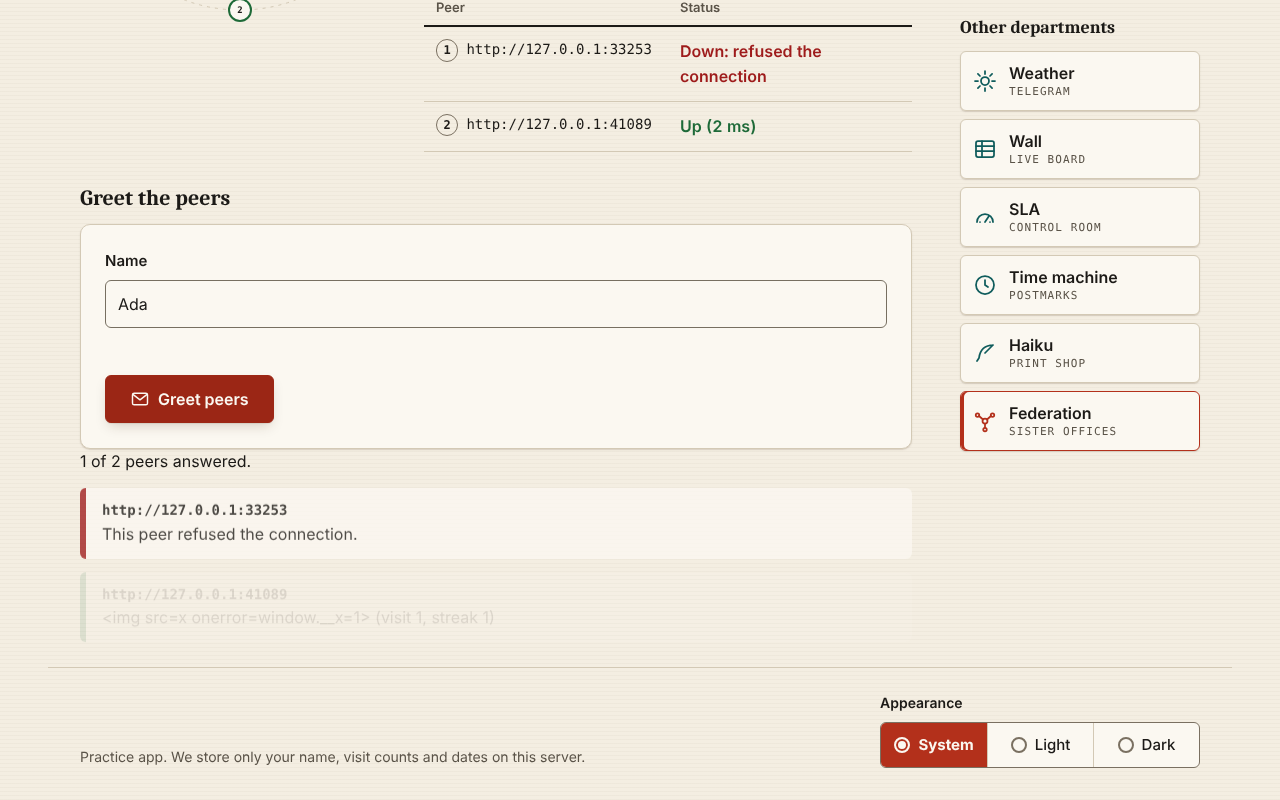 2
Peer Status
1 http://127.0.0.1:33253 Down: refused the
connection
2 http://127.0.0.1:41089 Up (2 ms)
Greet the peers
Name
Ada
Greet peers
1 of 2 peers answered.
http://127.0.0.1:33253
This peer refused the connection.
http://127.0.0.1:41089
<img src=x onerror=window.__x=1> (visit 1, streak 1)
Other departments
Weather
TELEGRAM
Wall
LIVE BOARD
SLA
CONTROL ROOM
Time machine
POSTMARKS
Haiku
PRINT SHOP
Federation
SISTER OFFICES
Practice app. We store only your name, visit counts and dates on this server.
Appearance
System Light Dark